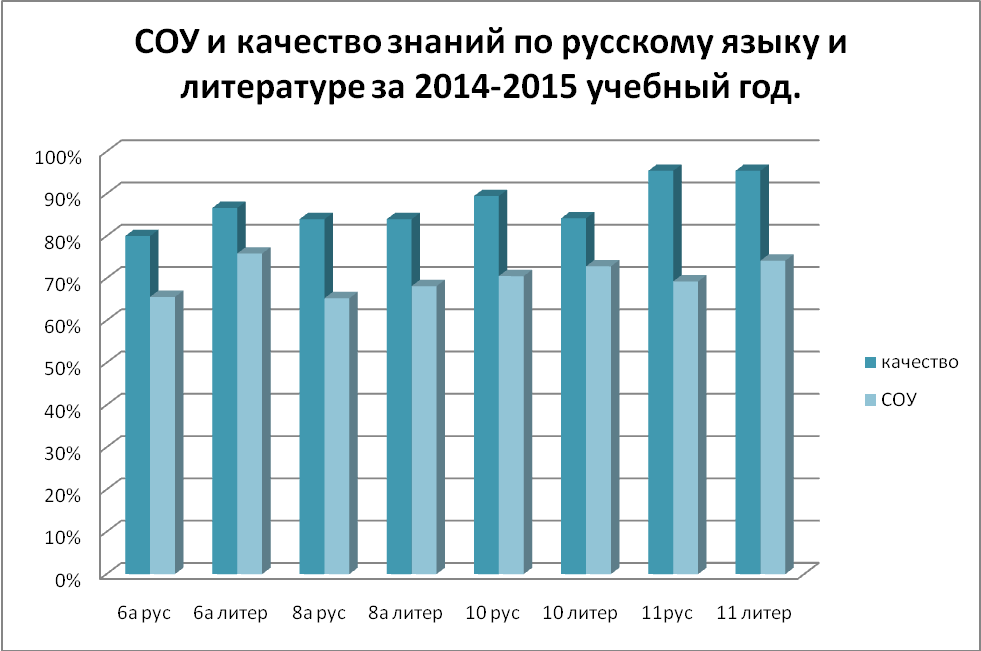 СОУ и качество знаний по русскому языку и
литературе за 2014-2015 учебный год.
100%
90%
80%
70%
60%
50%
40%
30%
20%
10%
0%
6а рус 6а литер 8а рус 8а литер 10 рус 10 литер 11рус 11 литер
качество
СОУ